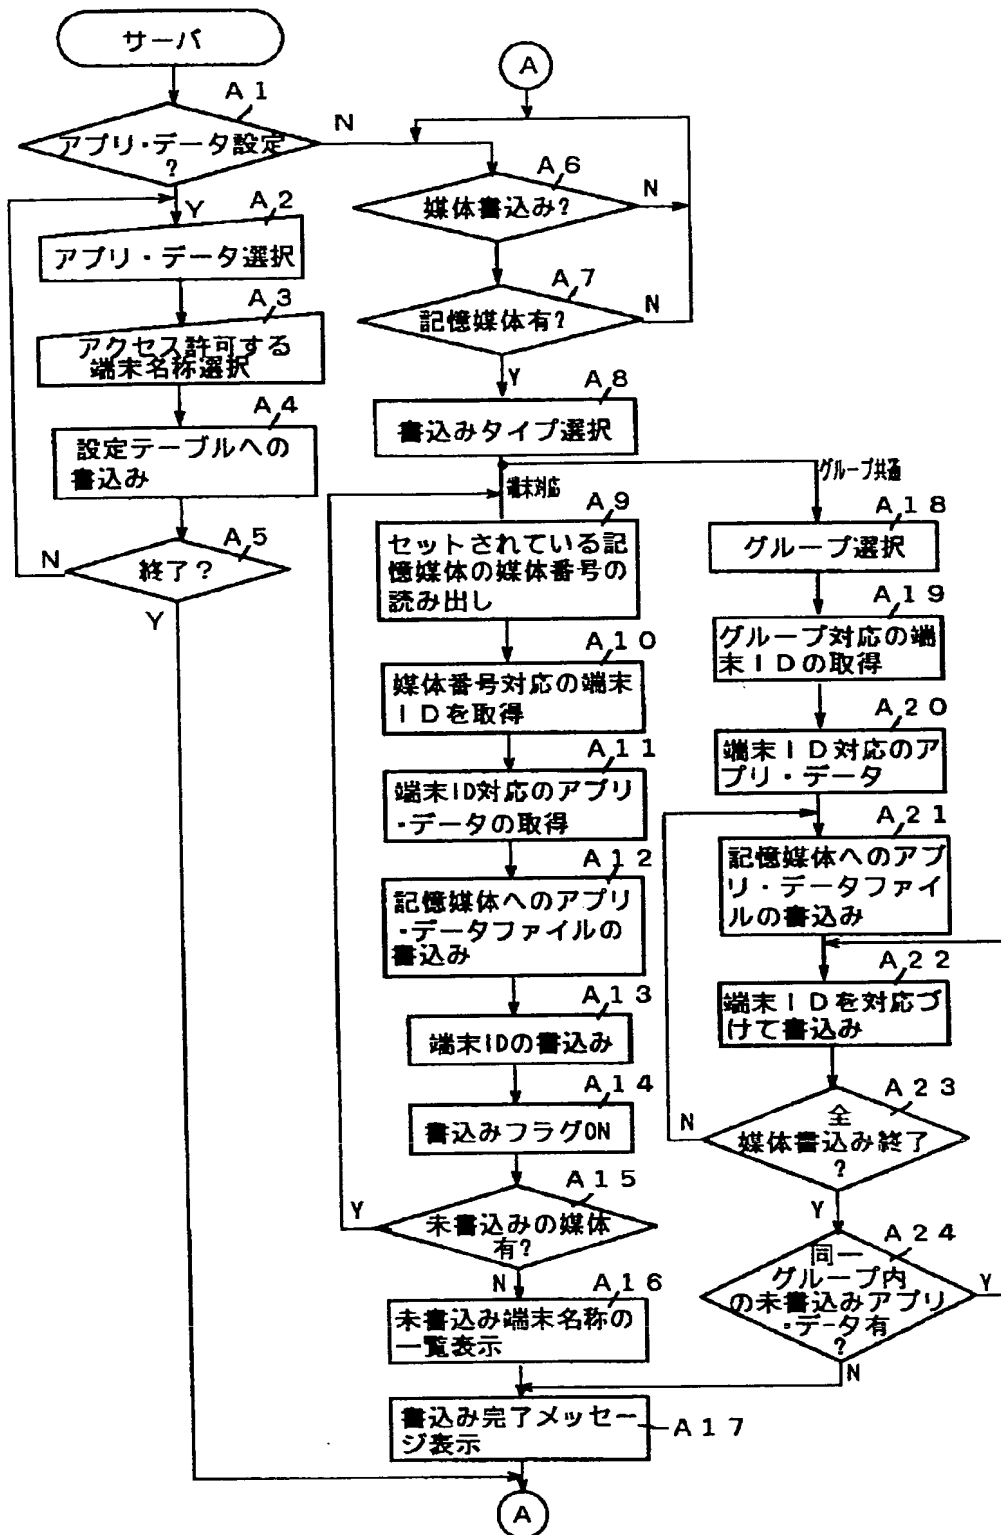 サーバ
A1
アプリ・データ設定
?
N
Y
A2
アプリ・データ選択
A3
アクセス許可する
端末名称選択
A4
設定テーブルへの
書込み
A5
終了?
N
Y
A
A6
媒体書込み?
N
A7
記憶媒体有?
N
Y
A8
書込みタイプ選択
端末対応
グループ共通
A9
セットされている記
憶媒体の媒体番号の
読み出し
A10
媒体番号対応の端末
IDを取得
A11
端末ID対応のアプリ
・データの取得
A12
記憶媒体へのアプリ
・データファイルの
書込み
A13
端末IDの書込み
A14
書込みフラグON
A15
未書込みの媒体
有?
Y
N
A16
未書込み端末名称の
一覧表示
A17
書込み完了メッセー
ジ表示
A
A18
グループ選択
A19
グループ対応の端
末IDの取得
A20
端末ID対応のア
プリ・データ
A21
記憶媒体へのアプ
リ・データファイ
ルの書込み
A22
端末IDを対応づ
けて書込み
A23
全
媒体書込み終了
?
N
Y
A24
同一
グループ内
の未書込みアプリ
・データ有
?
Y
N